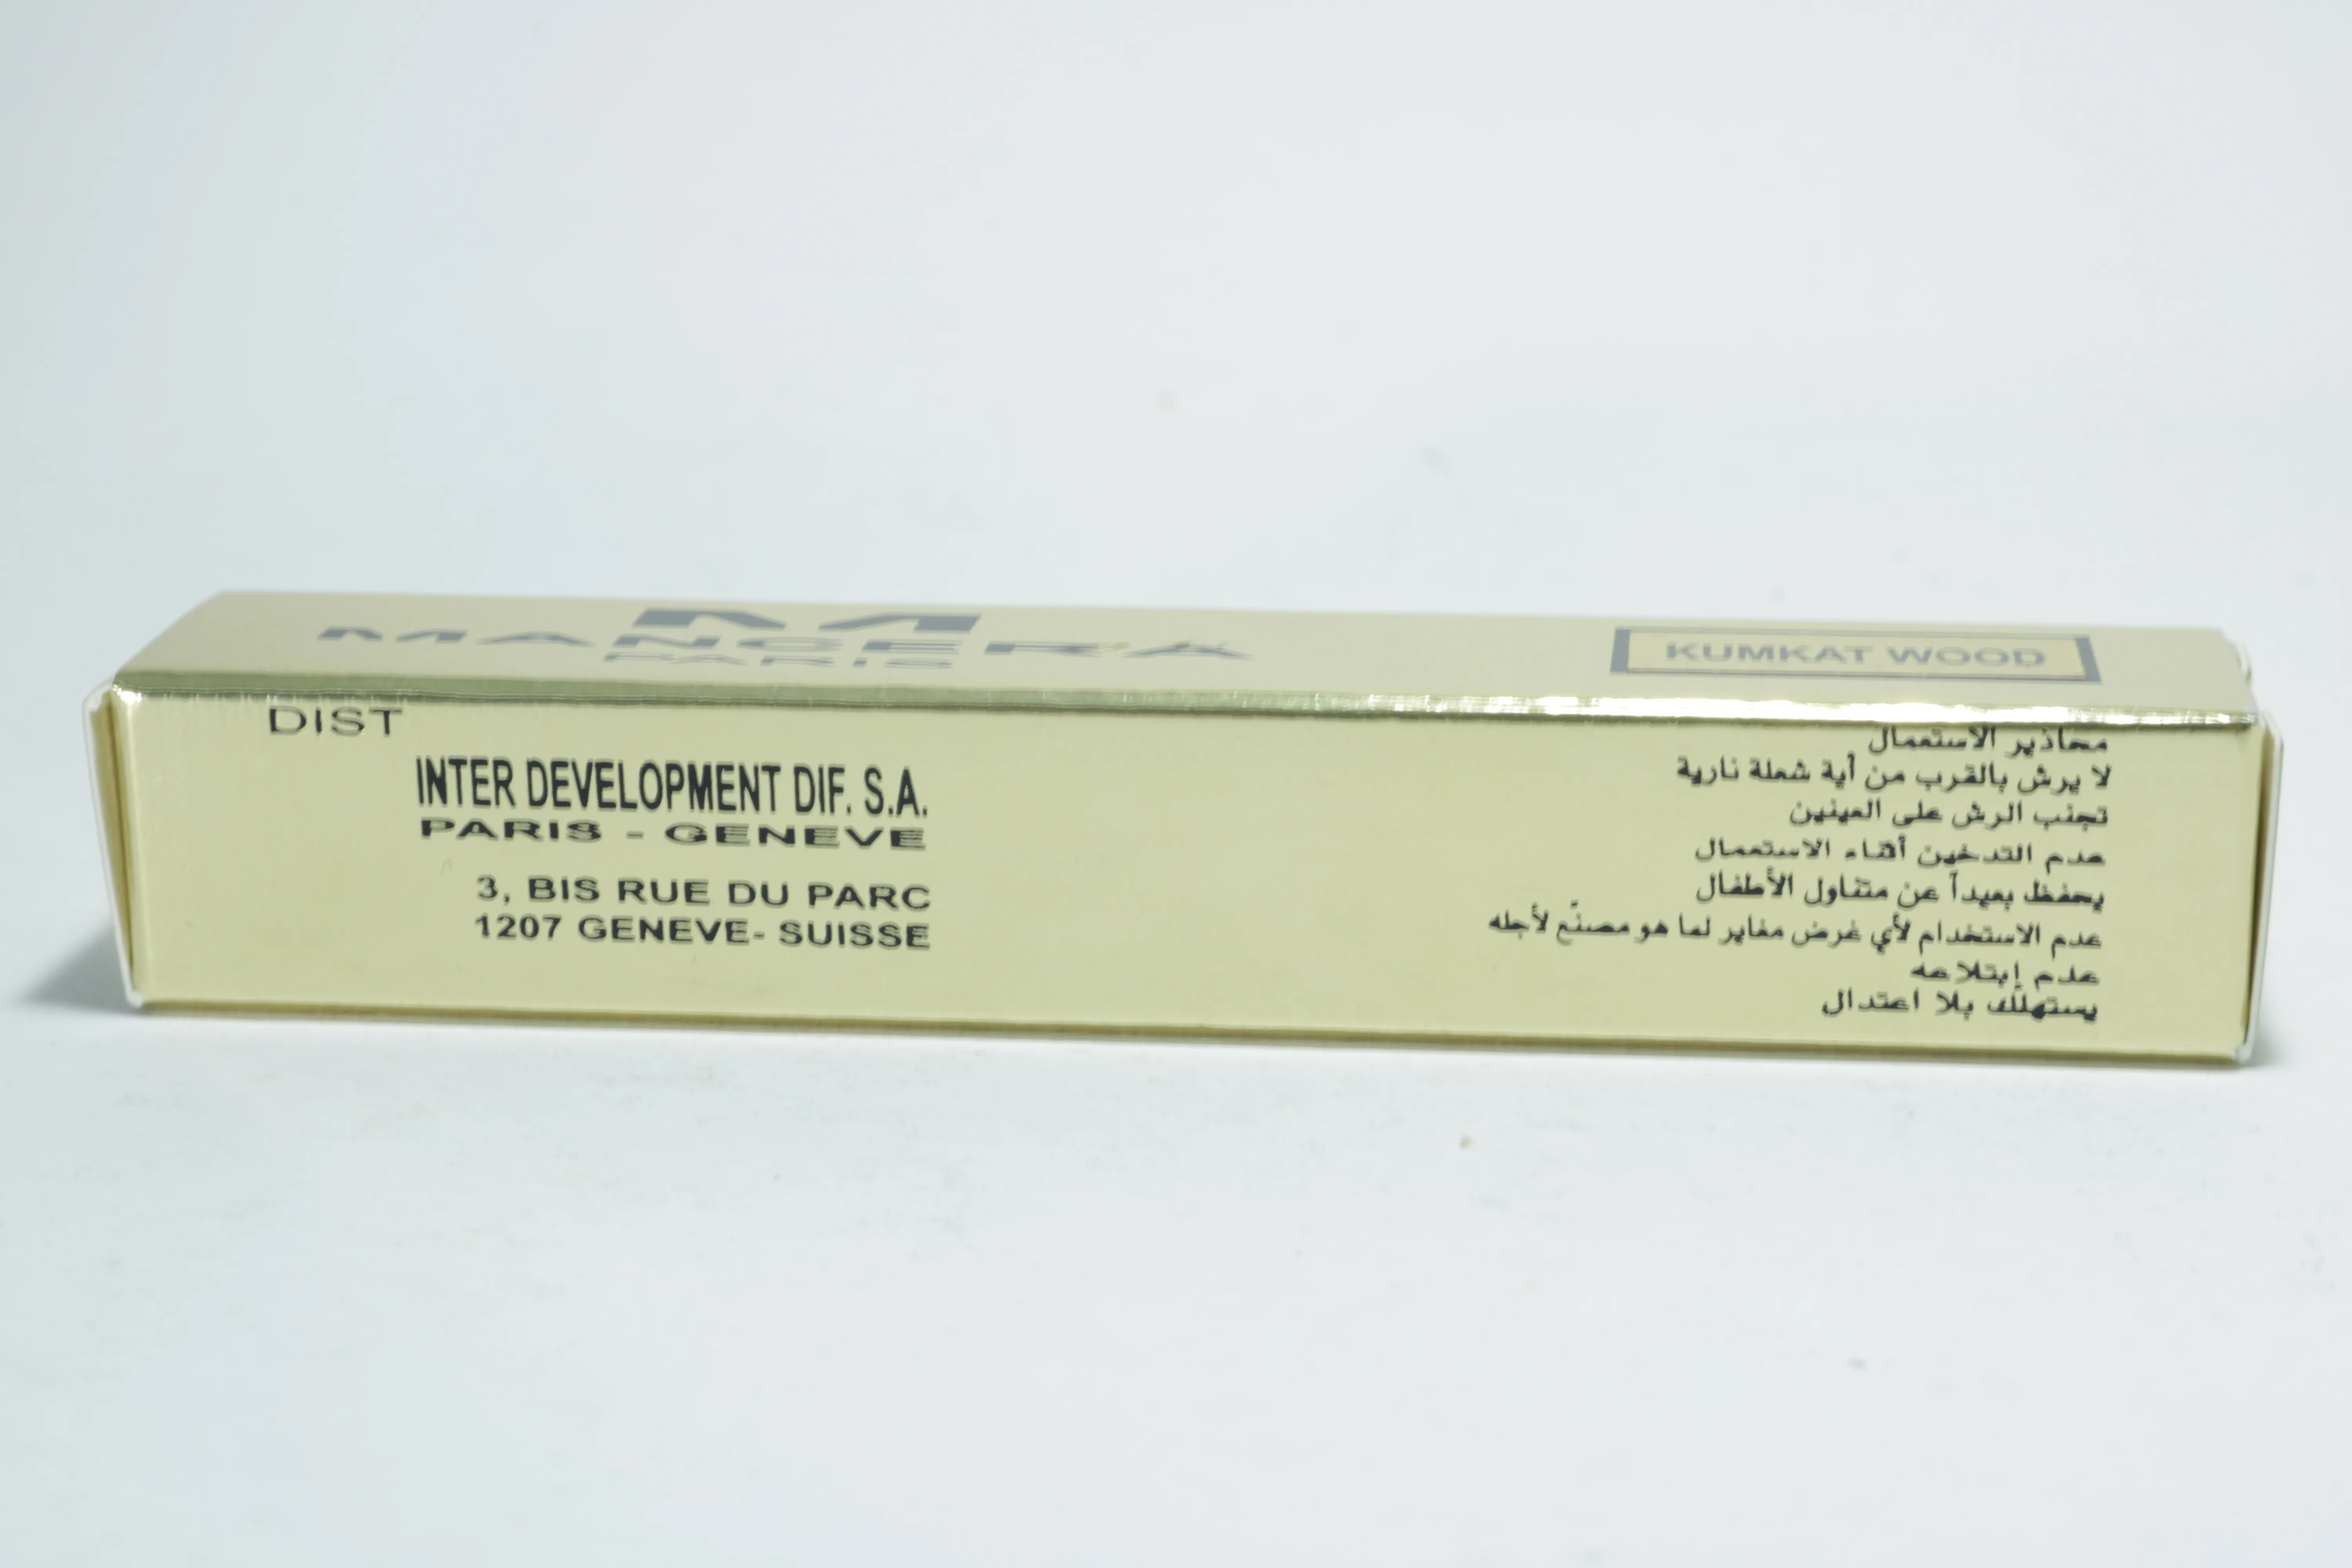 M
MANCERA
PARIS
KUMKAT WOOD
DIST
INTER DEVELOPMENT DIF. S.A.
PARIS - GENEVE
3, BIS RUE DU PARC
1207 GENEVE- SUISSE
محاذير الاستعمال
لا يرش بالقرب من أية شعلة نارية
تجنب الرش على العينين
عدم التدخين أثناء الاستعمال
يحفظ بعيداً عن متناول الأطفال
عدم الاستخدام لأي غرض مغاير لما هو مصنّع لأجله
عدم إبتلاعه
يستهلك بلا اعتدال